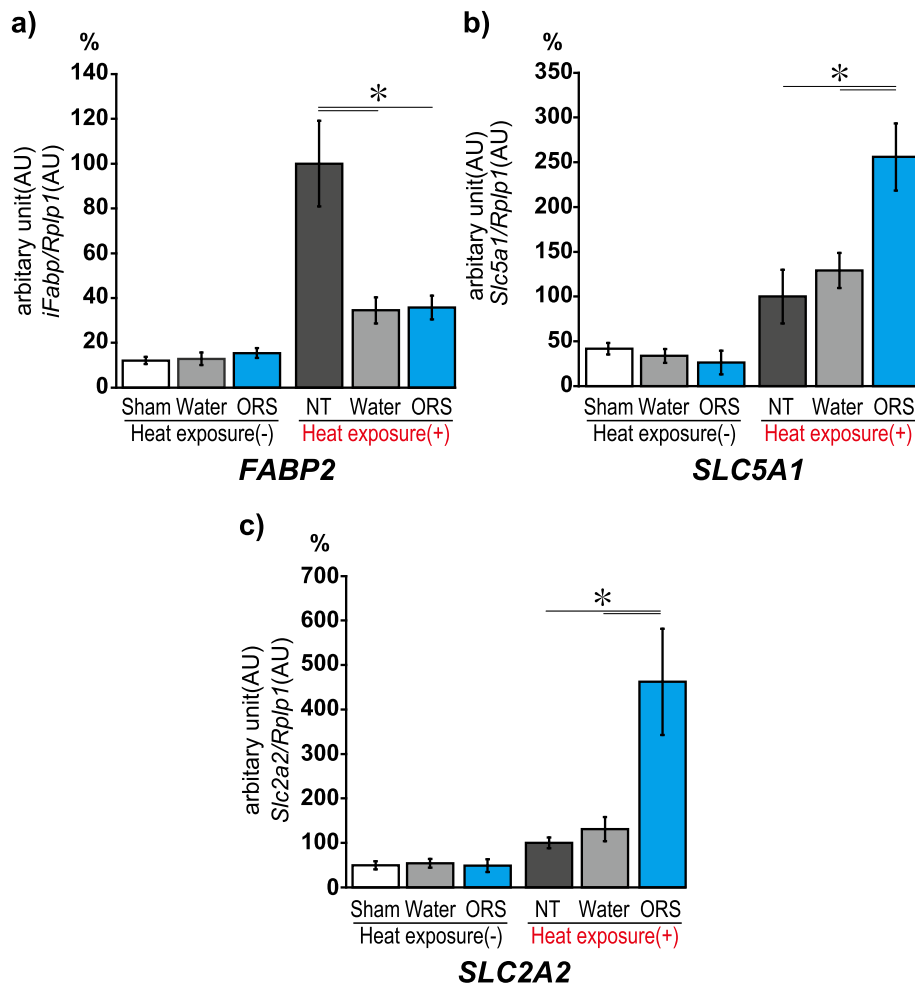 a)
%
140
120
100
80
60
40
20
0
arbitary unit(AU)
iFabp/Rplp1(AU)
*
Sham Water ORS NT Water ORS
Heat exposure(-) Heat exposure(+)
FABP2
b)
%
350
300
250
200
150
100
50
0
arbitary unit(AU)
Slc5a1/Rplp1(AU)
*
Sham Water ORS NT Water ORS
Heat exposure(-) Heat exposure(+)
SLC5A1
c)
%
700
600
500
400
300
200
100
0
arbitary unit(AU)
Slc2a2/Rplp1(AU)
*
Sham Water ORS NT Water ORS
Heat exposure(-) Heat exposure(+)
SLC2A2